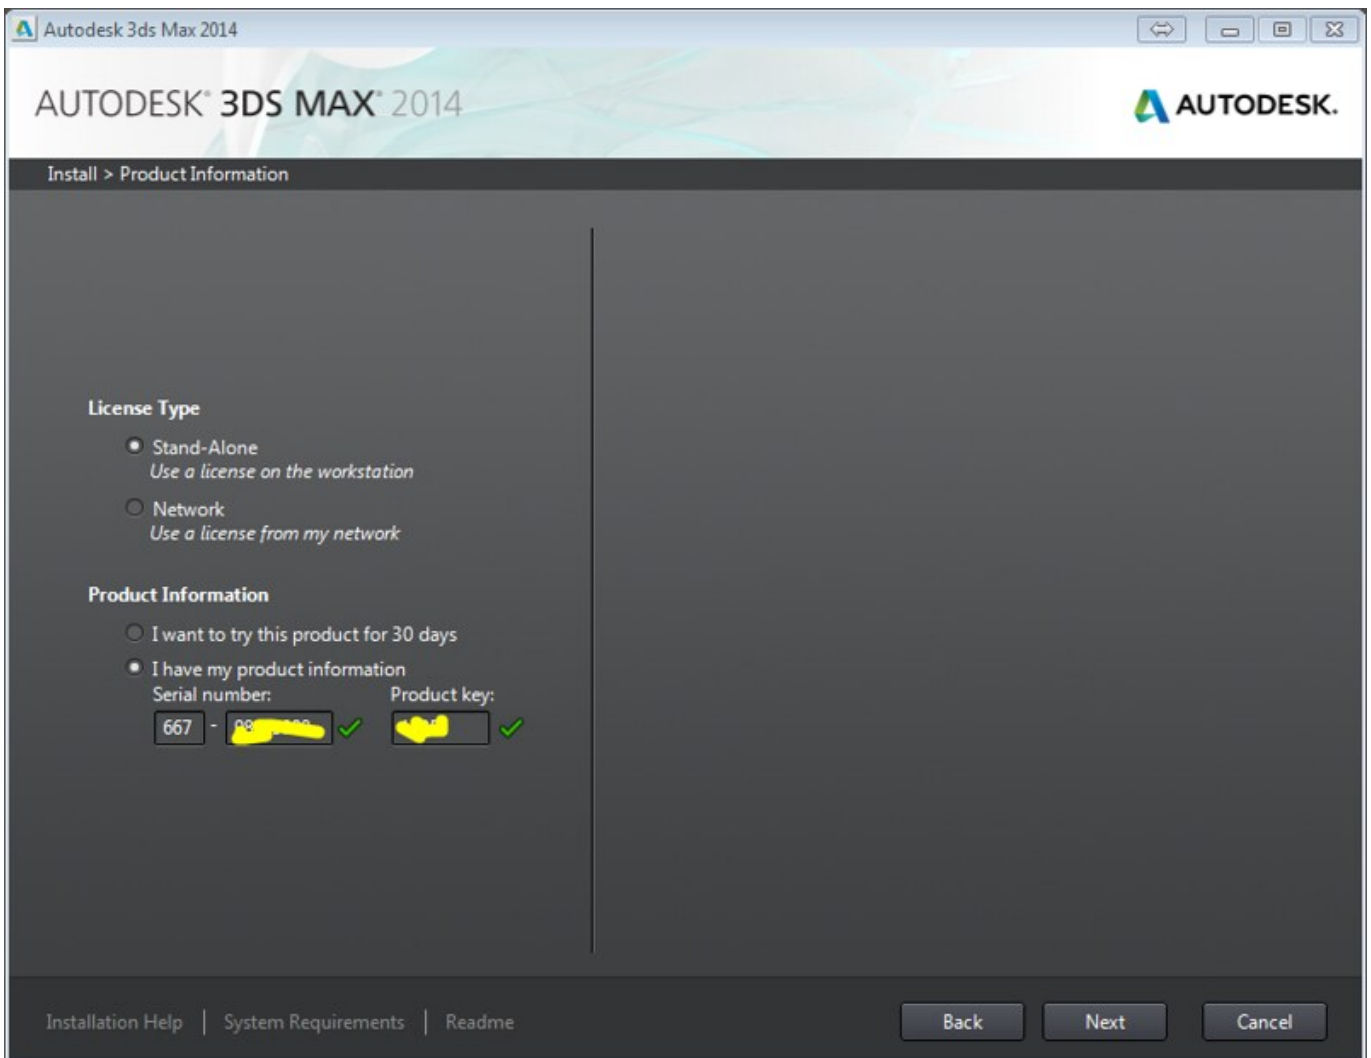 Autodesk 3ds Max 2014
AUTODESK® 3DS MAX® 2014
AUTODESK.
Install > Product Information
License Type
Stand-Alone
Use a license on the workstation
Network
Use a license from my network
Product Information
I want to try this product for 30 days
I have my product information
Serial number: Product key:
667 -
Installation Help | System Requirements | Readme
Back Next Cancel